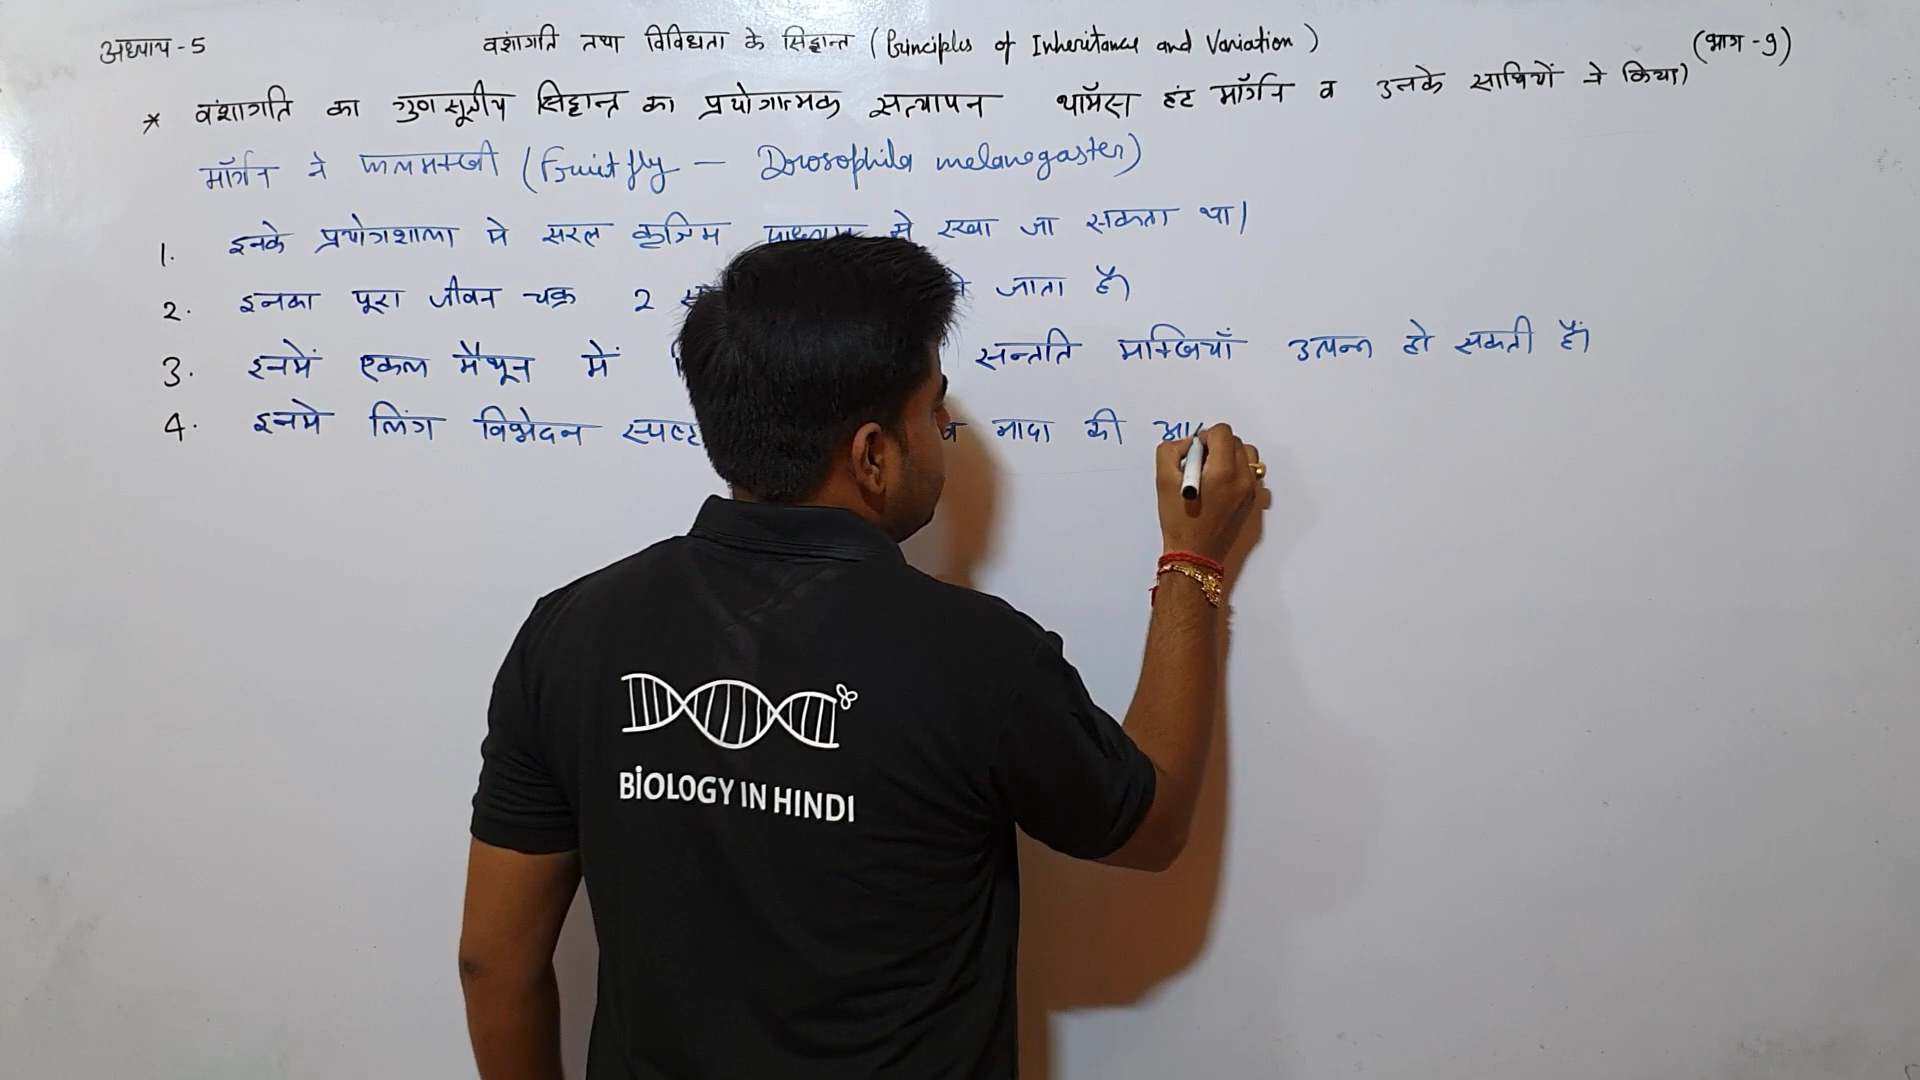 अध्याय - 5
वशांगति तथा विविधता के सिद्धान्त (Principles of Inheritance and Variation)
(भाग - 9)
* वंशागति का गुणसूत्रीय सिद्धान्त का प्रयोगात्मक सत्यापन थॉमस हंट मॉर्गन व उनके साथियों ने किया)
मॉर्गन ने फलमक्खी (Fruit fly — Drosophila melanogaster)
1. इनके प्रयोगशाला मे सरल कृत्रिम माध्यम मे रखा जा सकता था।
2. इनका पूरा जीवन चक्र 2 जाता है)
3. इनमें एकल मैथुन में सन्तति मक्खियाँ उत्पन्न हो सकती हैं।
4. इनमे लिंग विभेदन स्पष्ट व मादा की
BIOLOGY IN HINDI